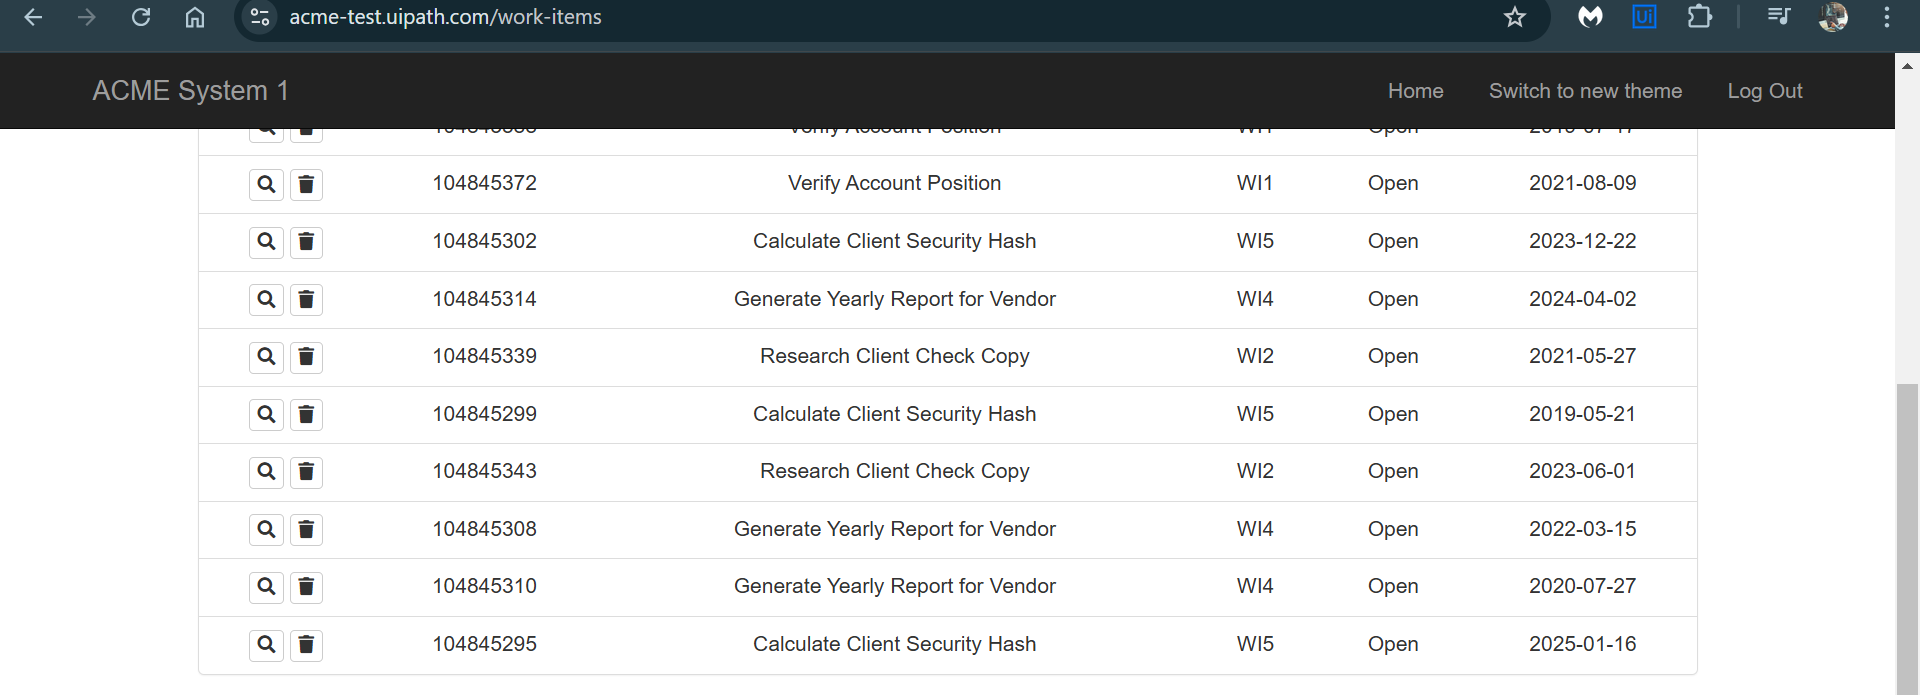 acme-test.uipath.com/work-items
Ui
ACME System 1 Home Switch to new theme Log Out
Verify Account Position WI1 Open
104845372 Verify Account Position WI1 Open 2021-08-09
104845302 Calculate Client Security Hash WI5 Open 2023-12-22
104845314 Generate Yearly Report for Vendor WI4 Open 2024-04-02
104845339 Research Client Check Copy WI2 Open 2021-05-27
104845299 Calculate Client Security Hash WI5 Open 2019-05-21
104845343 Research Client Check Copy WI2 Open 2023-06-01
104845308 Generate Yearly Report for Vendor WI4 Open 2022-03-15
104845310 Generate Yearly Report for Vendor WI4 Open 2020-07-27
104845295 Calculate Client Security Hash WI5 Open 2025-01-16